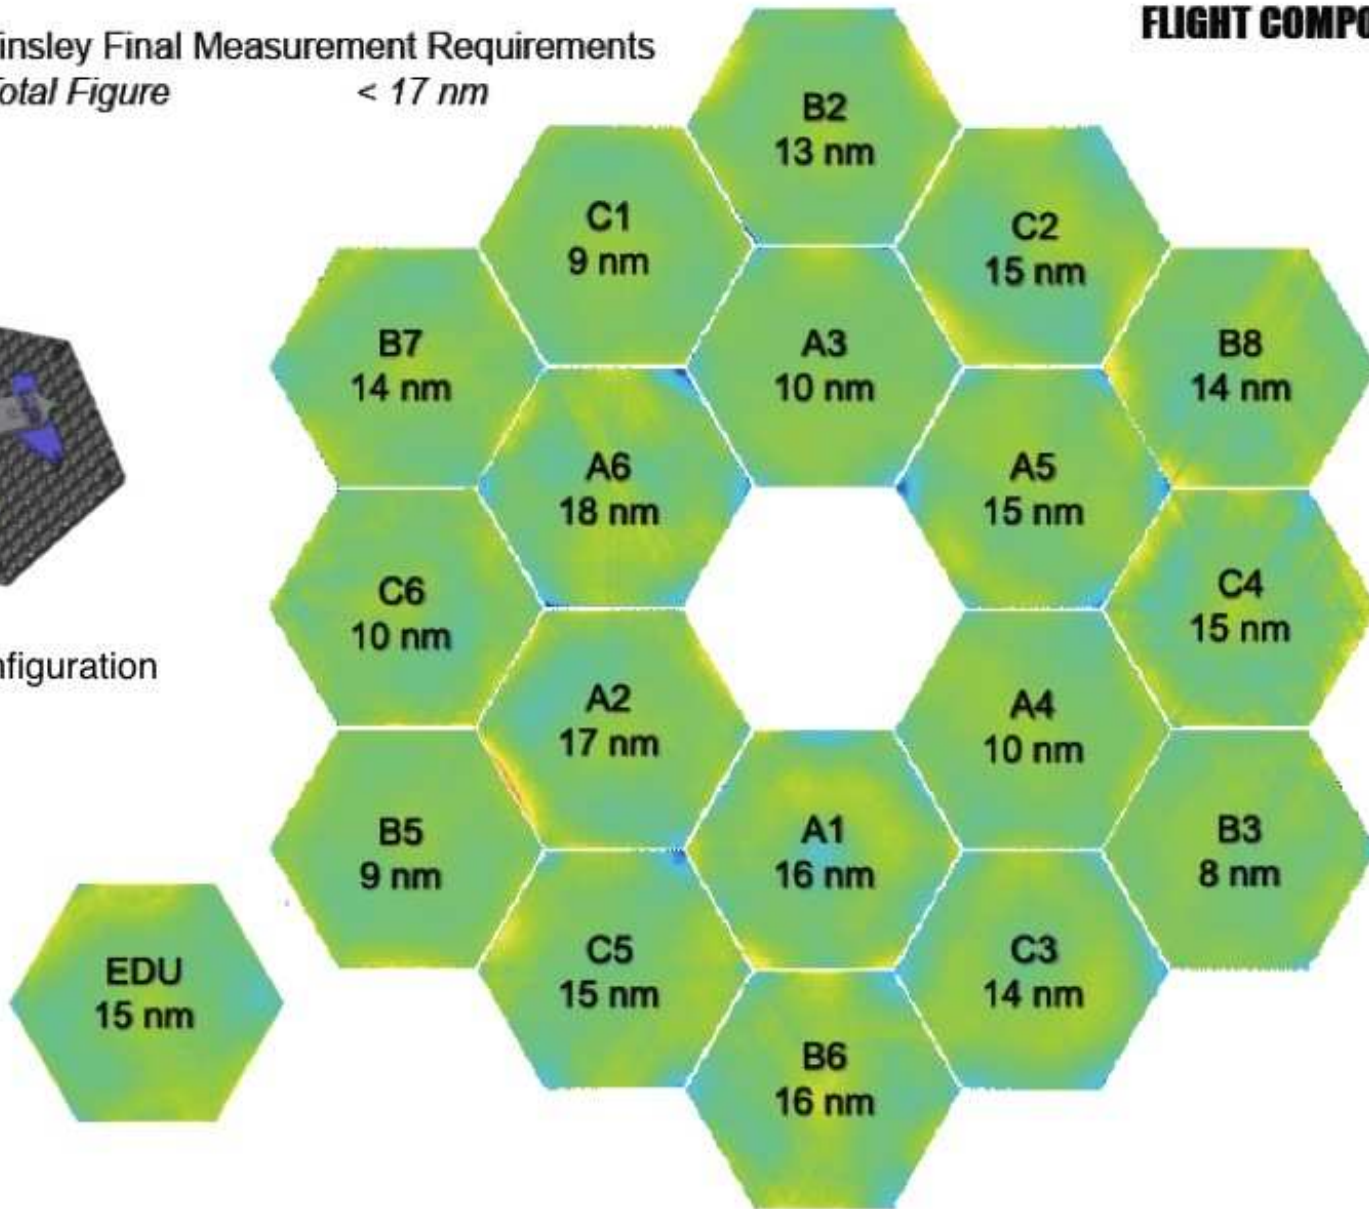 insley Final Measurement Requirements
otal Figure < 17 nm
FLIGHT COMPO
B2
13 nm
C1
9 nm
C2
15 nm
B7
14 nm
A3
10 nm
B8
14 nm
A6
18 nm
A5
15 nm
C6
10 nm
C4
15 nm
nfiguration
A2
17 nm
A4
10 nm
B5
9 nm
A1
16 nm
B3
8 nm
EDU
15 nm
C5
15 nm
C3
14 nm
B6
16 nm